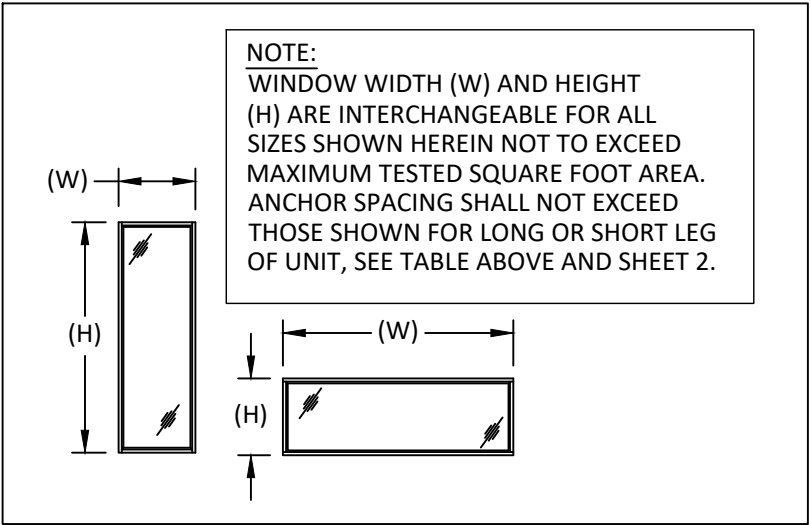 NOTE:
WINDOW WIDTH (W) AND HEIGHT
(H) ARE INTERCHANGEABLE FOR ALL
SIZES SHOWN HEREIN NOT TO EXCEED
MAXIMUM TESTED SQUARE FOOT AREA.
ANCHOR SPACING SHALL NOT EXCEED
THOSE SHOWN FOR LONG OR SHORT LEG
OF UNIT, SEE TABLE ABOVE AND SHEET 2.
(W)
(H)
(W)
(H)